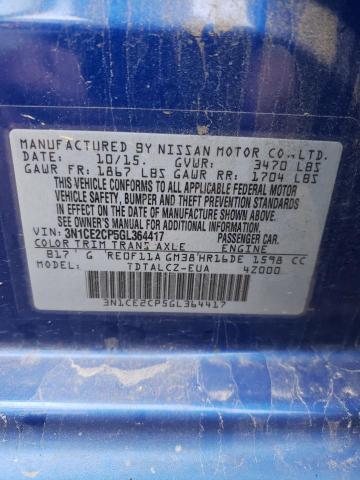 MANUFACTURED BY NISSAN MOTOR CO.,LTD.
DATE: 10/15. GVWR: 3470 LBS
GAWR FR: 1867 LBS GAWR RR: 1704 LBS
THIS VEHICLE CONFORMS TO ALL APPLICABLE FEDERAL MOTOR
VEHICLE SAFETY, BUMPER AND THEFT PREVENTION STANDARDS
IN EFFECT ON THE DATE OF MANUFACTURE SHOWN ABOVE.
SEE OWNER'S MANUAL FOR ADDITIONAL INFORMATION.
VIN: 3N1CE2CP5GL364417 PASSENGER CAR.
COLOR TRIM TRANS AXLE ENGINE
B17 G RE0F11A GM38 HR16DE 1598 CC
TDTALCZ-EUA 4Z000
3N1CE2CP5GL364417